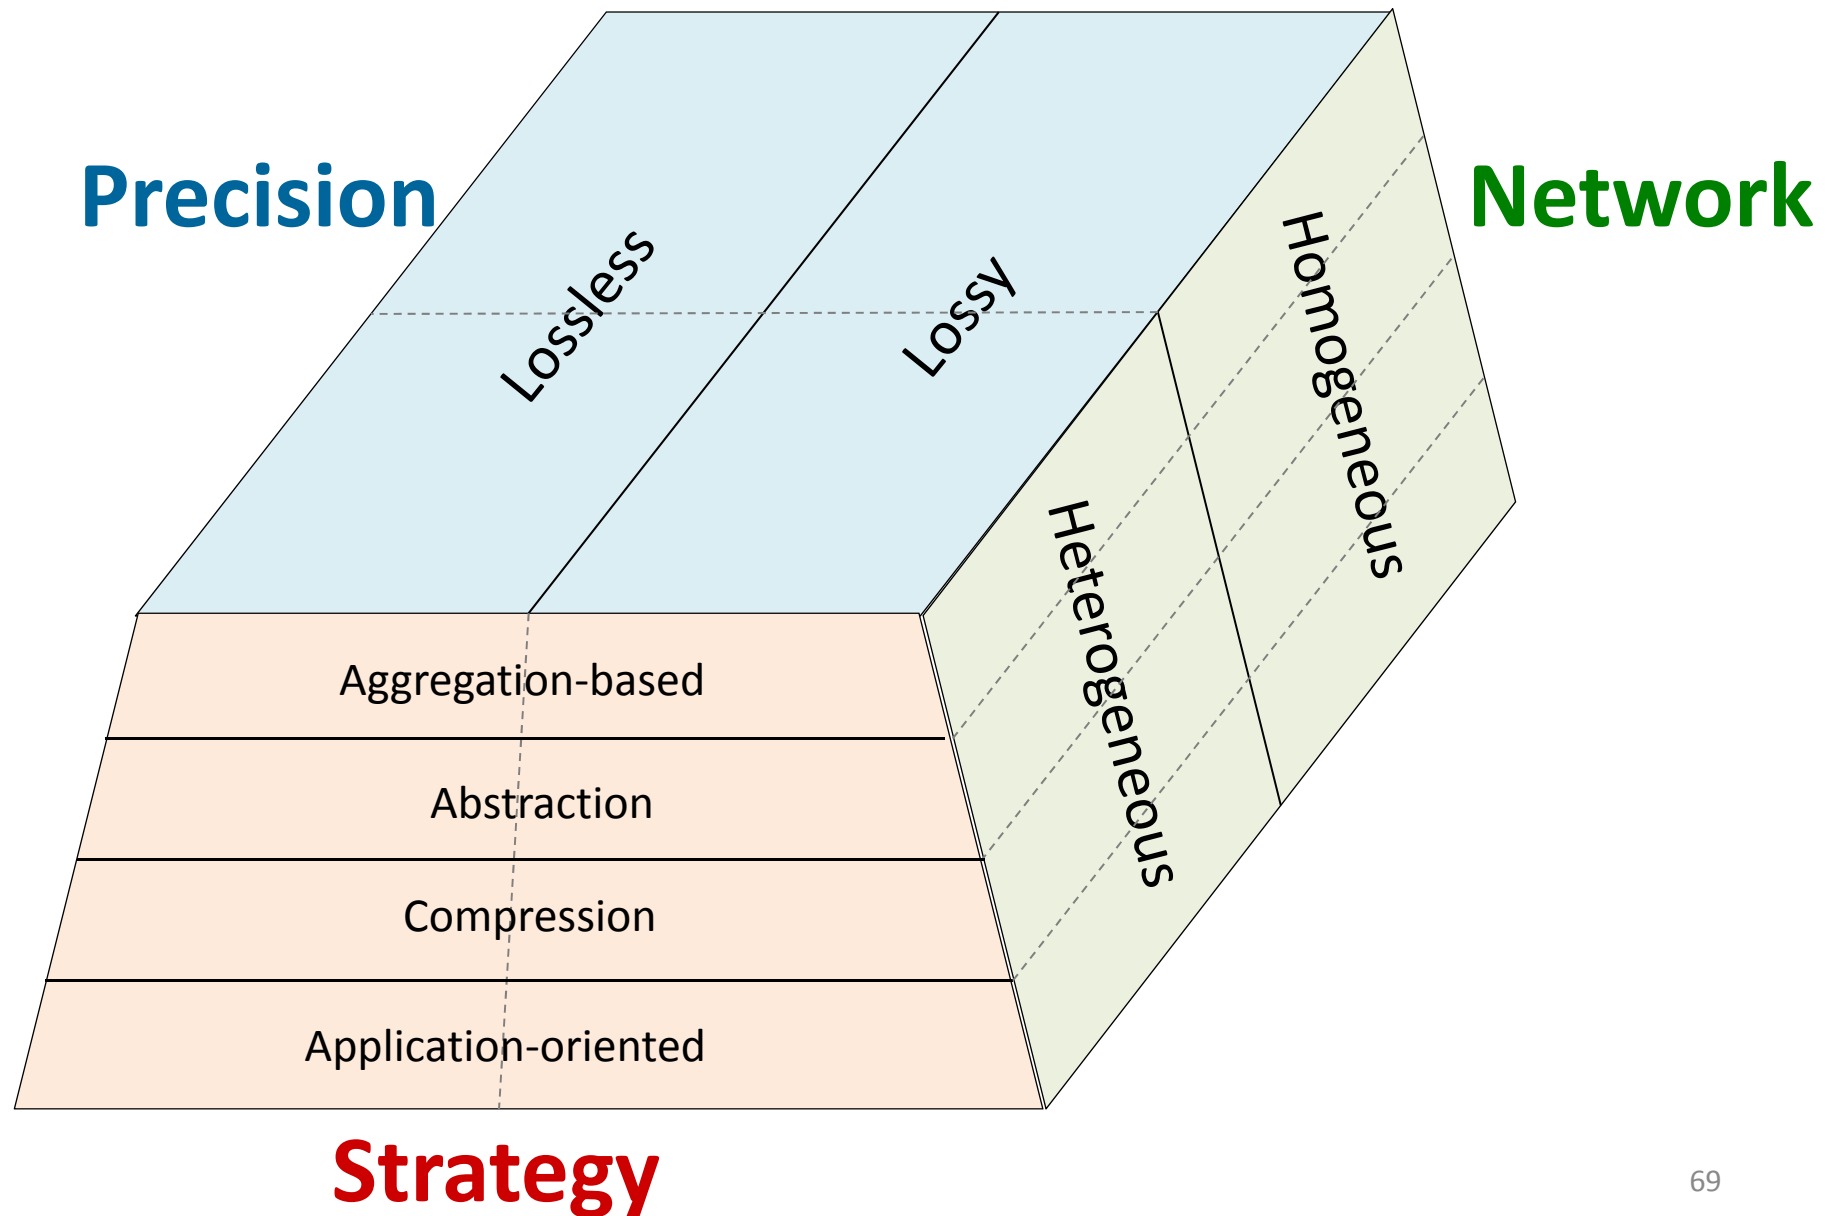 Precision
Network
Lossless
Lossy
Homogeneous
Heterogeneous
Aggregation-based
Abstraction
Compression
Application-oriented
Strategy
69